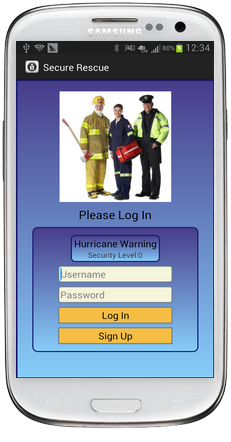 SAMSUNG
80% 12:34
Secure Rescue
Please Log In
Hurricane Warning
Security Level:0
Username
Password
Log In
Sign Up